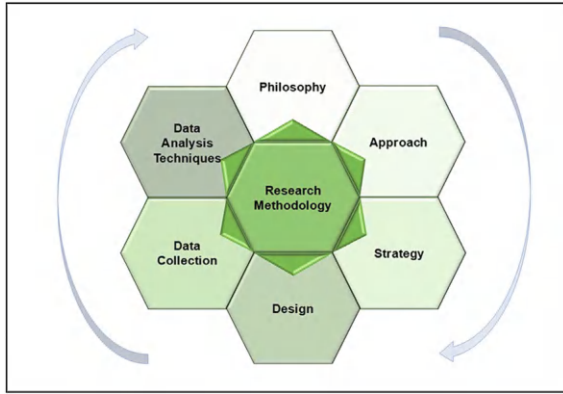 Philosophy
Approach
Strategy
Design
Data
Collection
Data
Analysis
Techniques
Research
Methodology